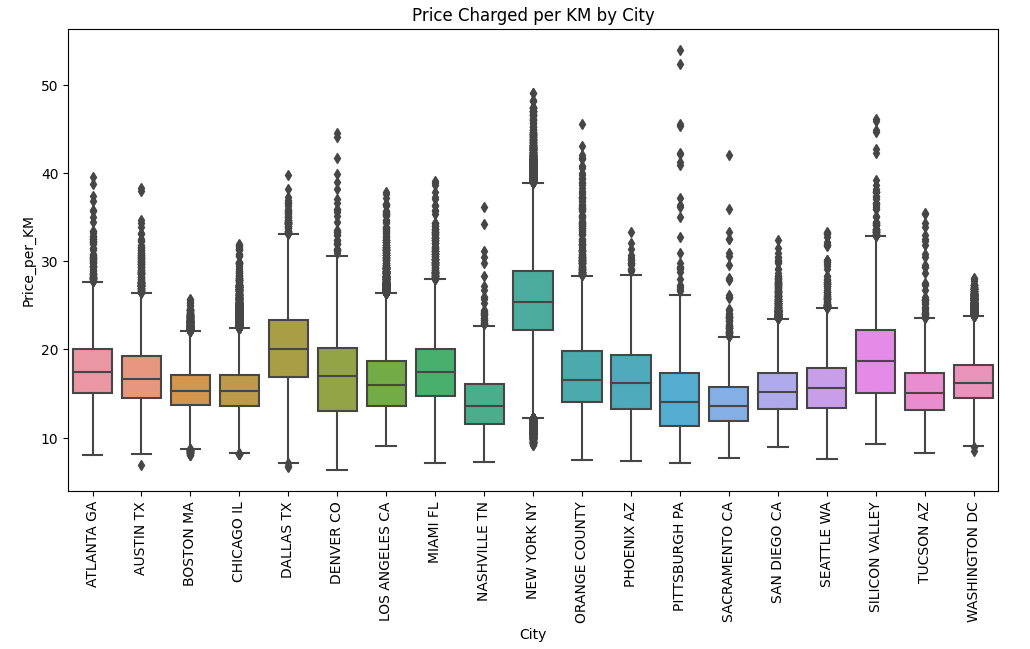 Price Charged per KM by City
Price_per_KM
50
40
30
20
10
ATLANTA GA
AUSTIN TX
BOSTON MA
CHICAGO IL
DALLAS TX
DENVER CO
LOS ANGELES CA
MIAMI FL
NASHVILLE TN
NEW YORK NY
ORANGE COUNTY
PHOENIX AZ
PITTSBURGH PA
SACRAMENTO CA
SAN DIEGO CA
SEATTLE WA
SILICON VALLEY
TUCSON AZ
WASHINGTON DC
City